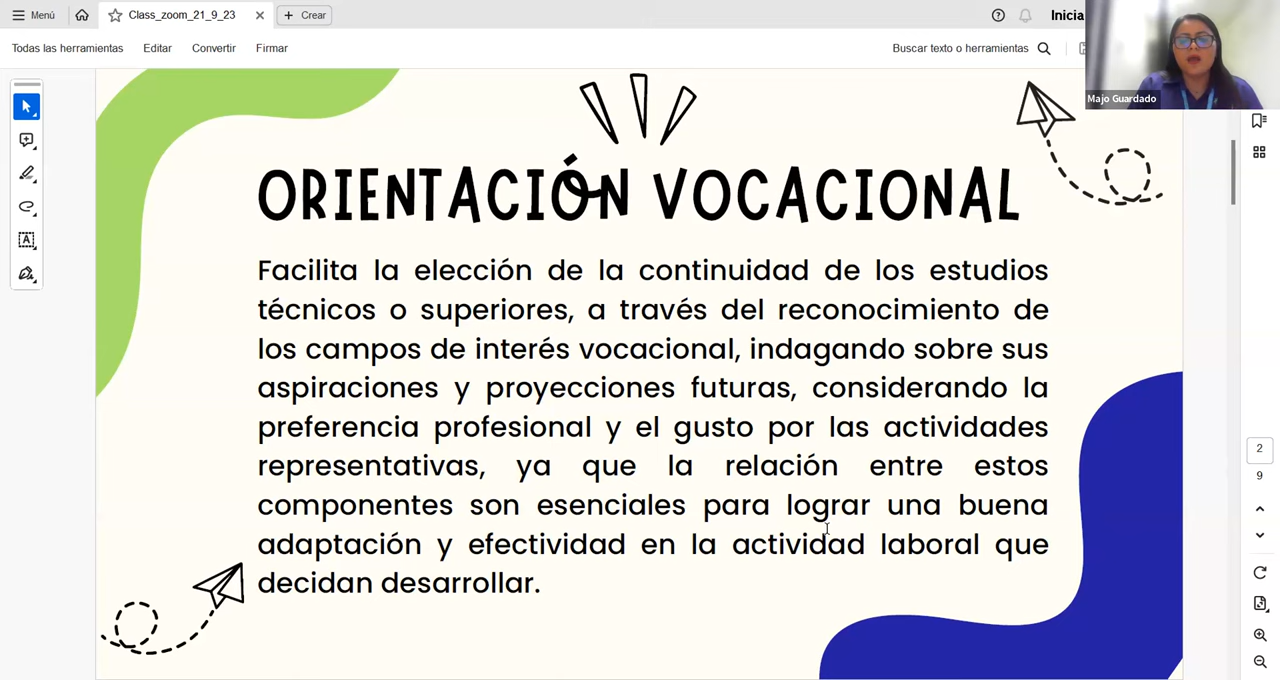 Menú
Class_zoom_21_9_23
Crear
Inicia
Todas las herramientas
Editar
Convertir
Firmar
Buscar texto o herramientas
Majo Guardado
ORIENTACIÓN VOCACIONAL
Facilita la elección de la continuidad de los estudios
técnicos o superiores, a través del reconocimiento de
los campos de interés vocacional, indagando sobre sus
aspiraciones y proyecciones futuras, considerando la
preferencia profesional y el gusto por las actividades
representativas, ya que la relación entre estos
componentes son esenciales para lograr una buena
adaptación y efectividad en la actividad laboral que
decidan desarrollar.
2
9